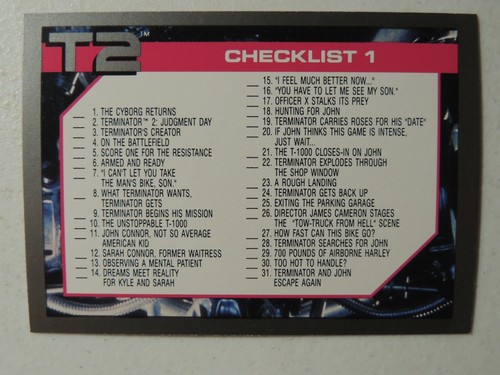 T2™
CHECKLIST 1
1. THE CYBORG RETURNS
2. TERMINATOR™ 2: JUDGMENT DAY
3. TERMINATOR'S CREATOR
4. ON THE BATTLEFIELD
5. SCORE ONE FOR THE RESISTANCE
6. ARMED AND READY
7. "I CAN'T LET YOU TAKE
THE MAN'S BIKE, SON."
8. WHAT TERMINATOR WANTS,
TERMINATOR GETS
9. TERMINATOR BEGINS HIS MISSION
10. THE UNSTOPPABLE T-1000
11. JOHN CONNOR, NOT SO AVERAGE
AMERICAN KID
12. SARAH CONNOR, FORMER WAITRESS
13. OBSERVING A MENTAL PATIENT
14. DREAMS MEET REALITY
FOR KYLE AND SARAH
15. "I FEEL MUCH BETTER NOW..."
16. "YOU HAVE TO LET ME SEE MY SON."
17. OFFICER X STALKS ITS PREY
18. HUNTING FOR JOHN
19. TERMINATOR CARRIES ROSES FOR HIS "DATE"
20. IF JOHN THINKS THIS GAME IS INTENSE,
JUST WAIT...
21. THE T-1000 CLOSES-IN ON JOHN
22. TERMINATOR EXPLODES THROUGH
THE SHOP WINDOW
23. A ROUGH LANDING
24. TERMINATOR GETS BACK UP
25. EXITING THE PARKING GARAGE
26. DIRECTOR JAMES CAMERON STAGES
THE "TOW-TRUCK FROM HELL" SCENE
27. HOW FAST CAN THIS BIKE GO?
28. TERMINATOR SEARCHES FOR JOHN
29. 700 POUNDS OF AIRBORNE HARLEY
30. TOO HOT TO HANDLE?
31. TERMINATOR AND JOHN
ESCAPE AGAIN